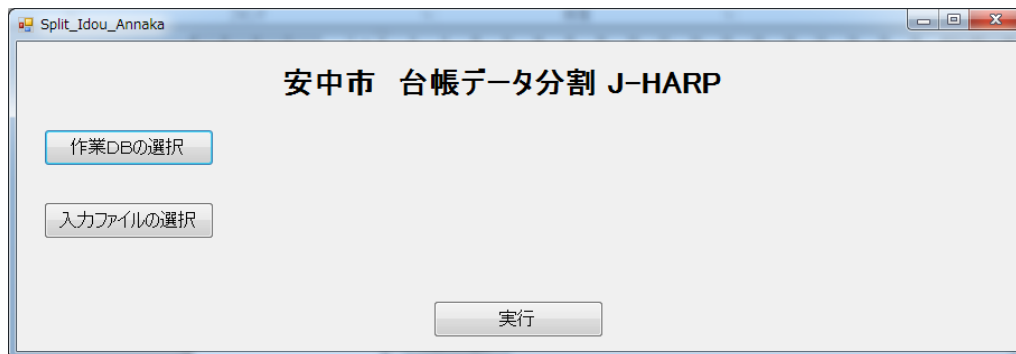 Split_Idou_Annaka
安中市 台帳データ分割 J-HARP
作業DBの選択
入力ファイルの選択
実行